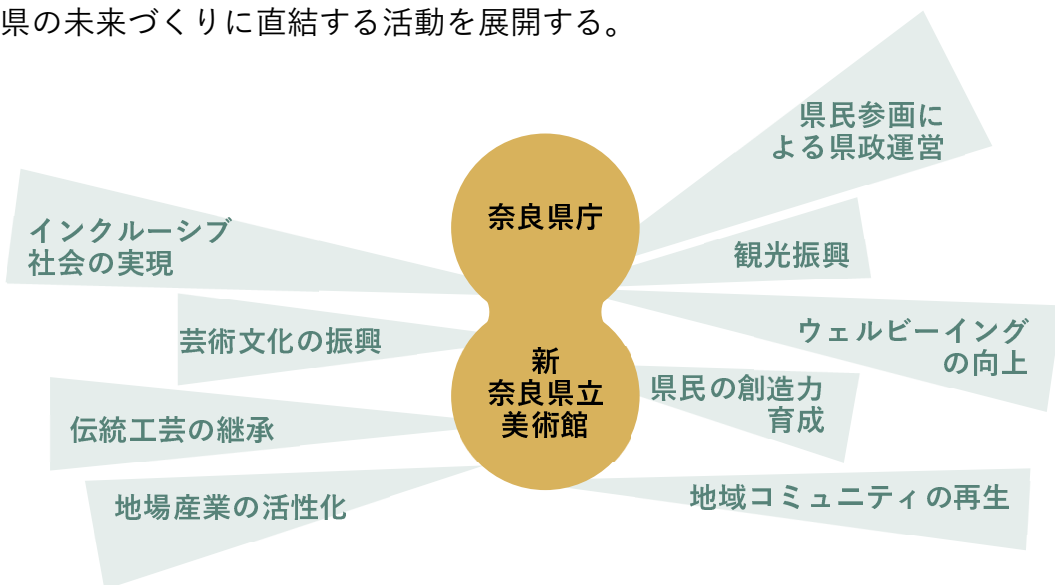 県の未来づくりに直結する活動を展開する。
県民参画に
よる県政運営
奈良県庁
インクルーシブ
社会の実現
観光振興
芸術文化の振興
ウェルビーイング
の向上
新
奈良県立
美術館
県民の創造力
育成
伝統工芸の継承
地場産業の活性化
地域コミュニティの再生